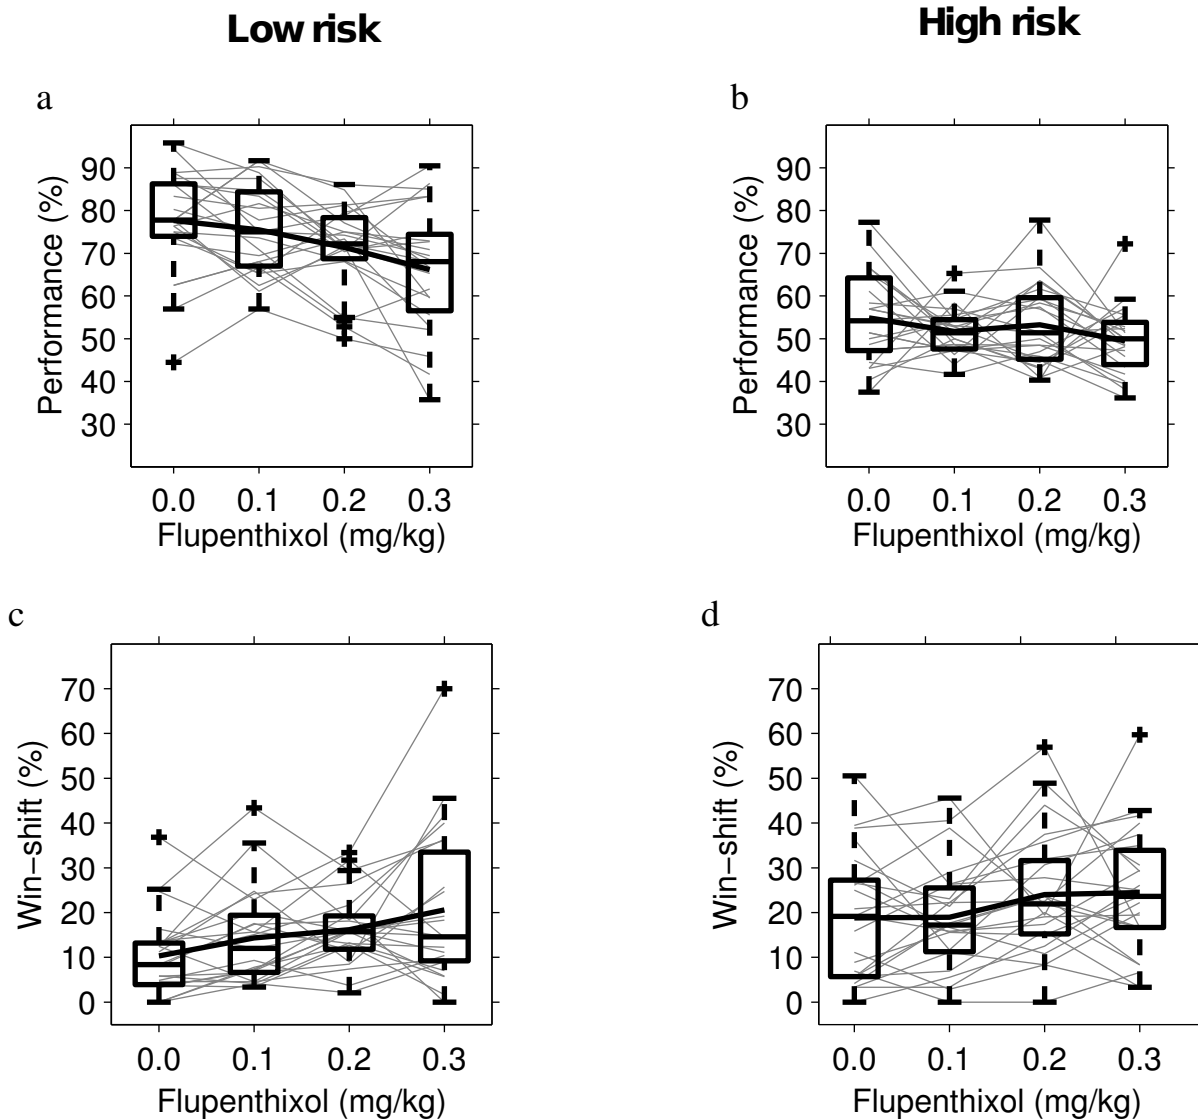 Low risk
High risk
a
b
Performance (%)
90
80
70
60
50
40
30
0.0 0.1 0.2 0.3
Flupenthixol (mg/kg)
Performance (%)
90
80
70
60
50
40
30
0.0 0.1 0.2 0.3
Flupenthixol (mg/kg)
c
d
Win−shift (%)
70
60
50
40
30
20
10
0
0.0 0.1 0.2 0.3
Flupenthixol (mg/kg)
Win−shift (%)
70
60
50
40
30
20
10
0
0.0 0.1 0.2 0.3
Flupenthixol (mg/kg)